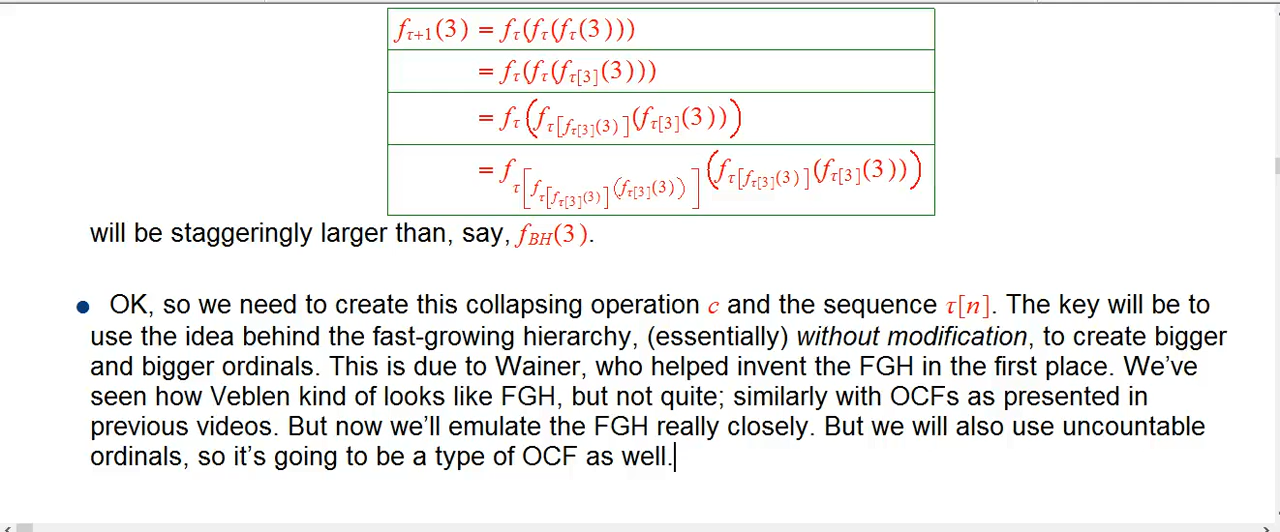 f_{τ+1}(3) = f_τ(f_τ(f_τ(3)))
= f_τ(f_τ(f_{τ[3]}(3)))
= f_τ(f_{τ[f_{τ[3]}(3)]}(f_{τ[3]}(3)))
= f_{τ[f_{τ[f_{τ[3]}(3)]}(f_{τ[3]}(3))]}(f_{τ[f_{τ[3]}(3)]}(f_{τ[3]}(3)))
will be staggeringly larger than, say, f_{BH}(3).
● OK, so we need to create this collapsing operation c and the sequence τ[n]. The key will be to
use the idea behind the fast-growing hierarchy, (essentially) without modification, to create bigger
and bigger ordinals. This is due to Wainer, who helped invent the FGH in the first place. We’ve
seen how Veblen kind of looks like FGH, but not quite; similarly with OCFs as presented in
previous videos. But now we’ll emulate the FGH really closely. But we will also use uncountable
ordinals, so it’s going to be a type of OCF as well.